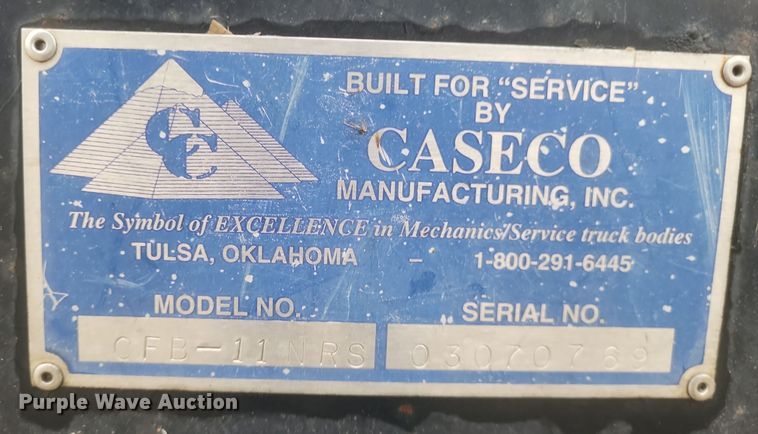 CC
BUILT FOR “SERVICE”
BY
CASECO
MANUFACTURING, INC.
The Symbol of EXCELLENCE in Mechanics/Service truck bodies
TULSA, OKLAHOMA – 1-800-291-6445
MODEL NO. SERIAL NO.
CFB-11NRS 03070769
Purple Wave Auction